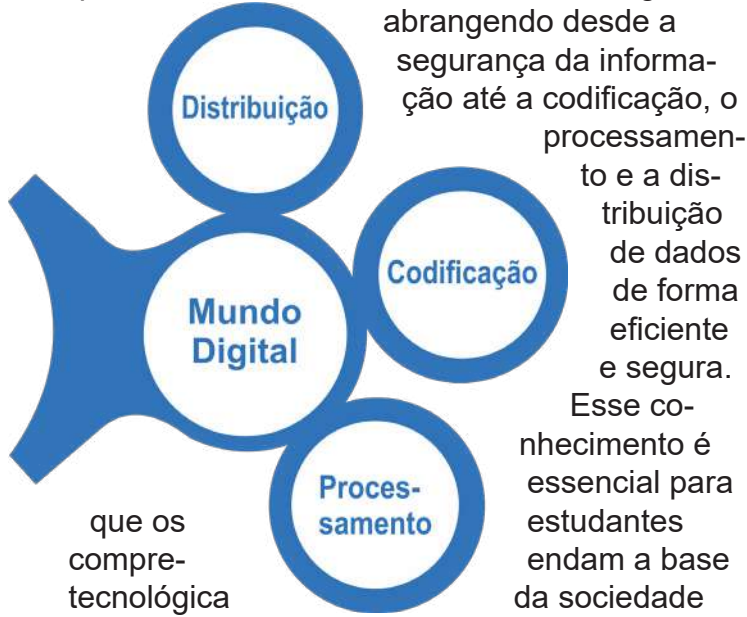 abrangendo desde a
segurança da informa-
ção até a codificação, o
processamen-
to e a dis-
tribuição
de dados
de forma
eficiente
e segura.
Esse co-
nhecimento é
essencial para
que os estudantes
compre- endam a base
tecnológica da sociedade
Distribuição
Codificação
Mundo
Digital
Proces-
samento